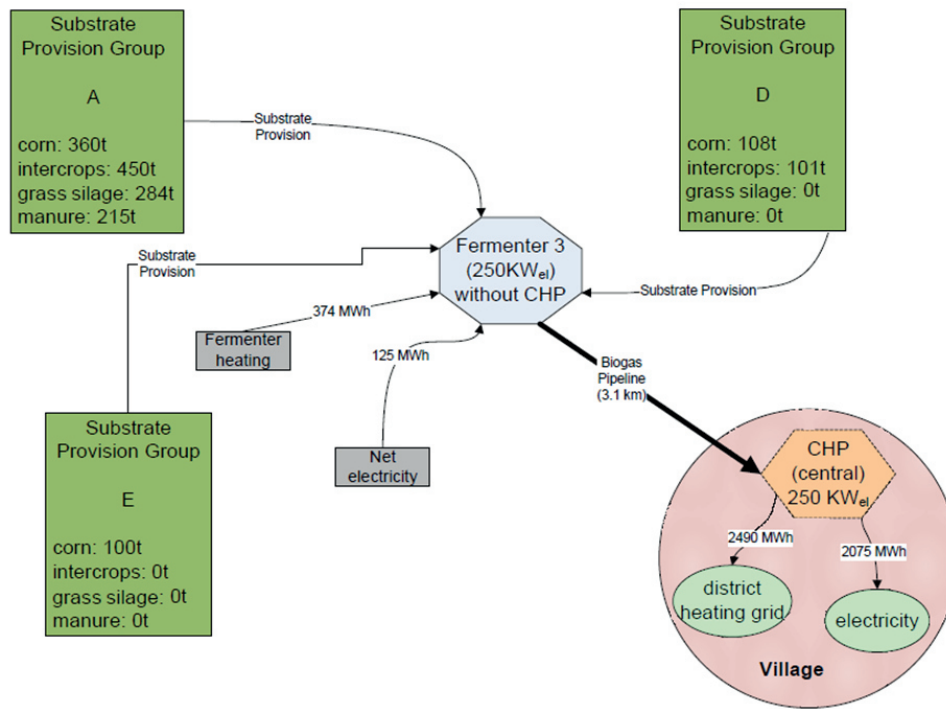 Substrate
Provision Group
A
corn: 360t
intercrops: 450t
grass silage: 284t
manure: 215t
Substrate
Provision
Substrate
Provision Group
D
corn: 108t
intercrops: 101t
grass silage: 0t
manure: 0t
Substrate
Provision
Fermenter 3
(250KWel)
without CHP
Substrate Provision
374 MWh
Fermenter
heating
125 MWh
Net
electricity
Biogas
Pipeline
(3.1 km)
Substrate
Provision Group
E
corn: 100t
intercrops: 0t
grass silage: 0t
manure: 0t
CHP
(central)
250 KWel
2490 MWh
2075 MWh
district
heating grid
electricity
Village